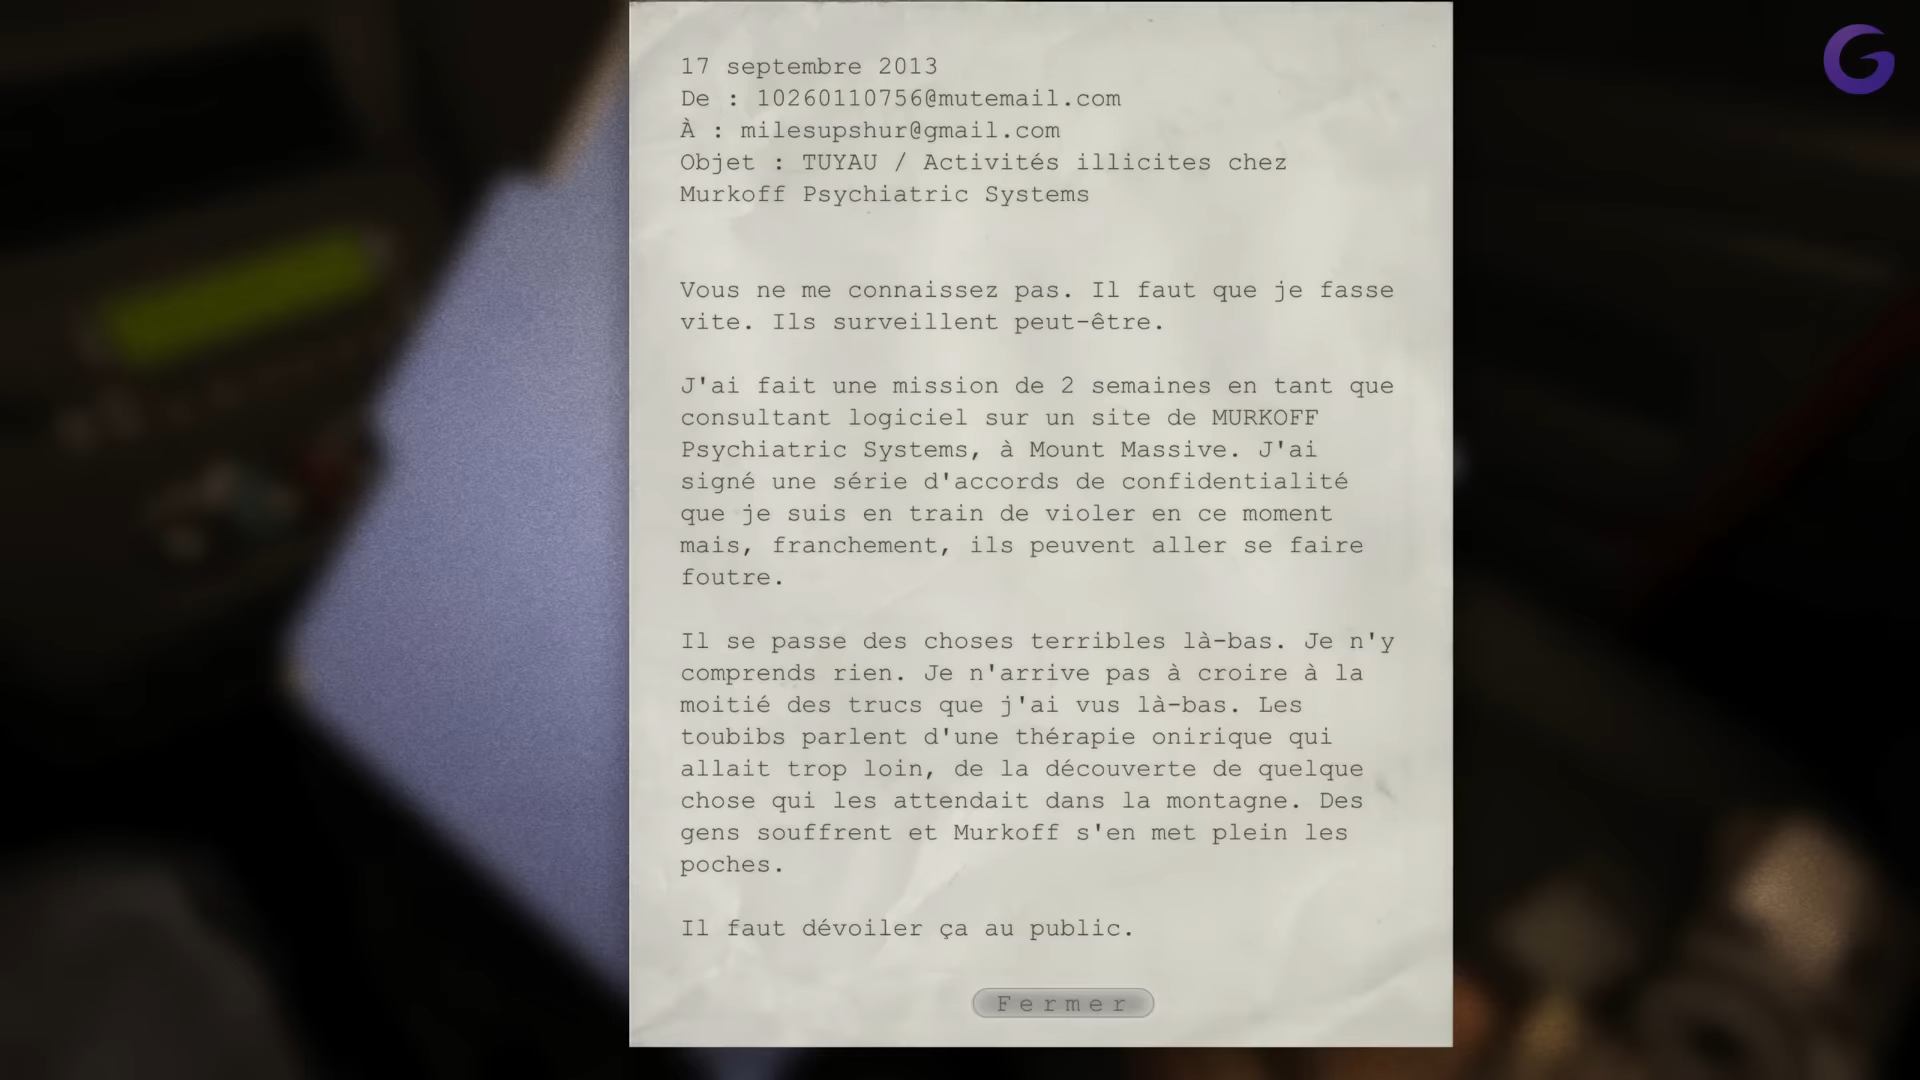 17 septembre 2013
De : 10260110756@mutemail.com
À : milesupshur@gmail.com
Objet : TUYAU / Activités illicites chez
Murkoff Psychiatric Systems
Vous ne me connaissez pas. Il faut que je fasse
vite. Ils surveillent peut-être.
J'ai fait une mission de 2 semaines en tant que
consultant logiciel sur un site de MURKOFF
Psychiatric Systems, à Mount Massive. J'ai
signé une série d'accords de confidentialité
que je suis en train de violer en ce moment
mais, franchement, ils peuvent aller se faire
foutre.
Il se passe des choses terribles là-bas. Je n'y
comprends rien. Je n'arrive pas à croire à la
moitié des trucs que j'ai vus là-bas. Les
toubibs parlent d'une thérapie onirique qui
allait trop loin, de la découverte de quelque
chose qui les attendait dans la montagne. Des
gens souffrent et Murkoff s'en met plein les
poches.
Il faut dévoiler ça au public.
Fermer